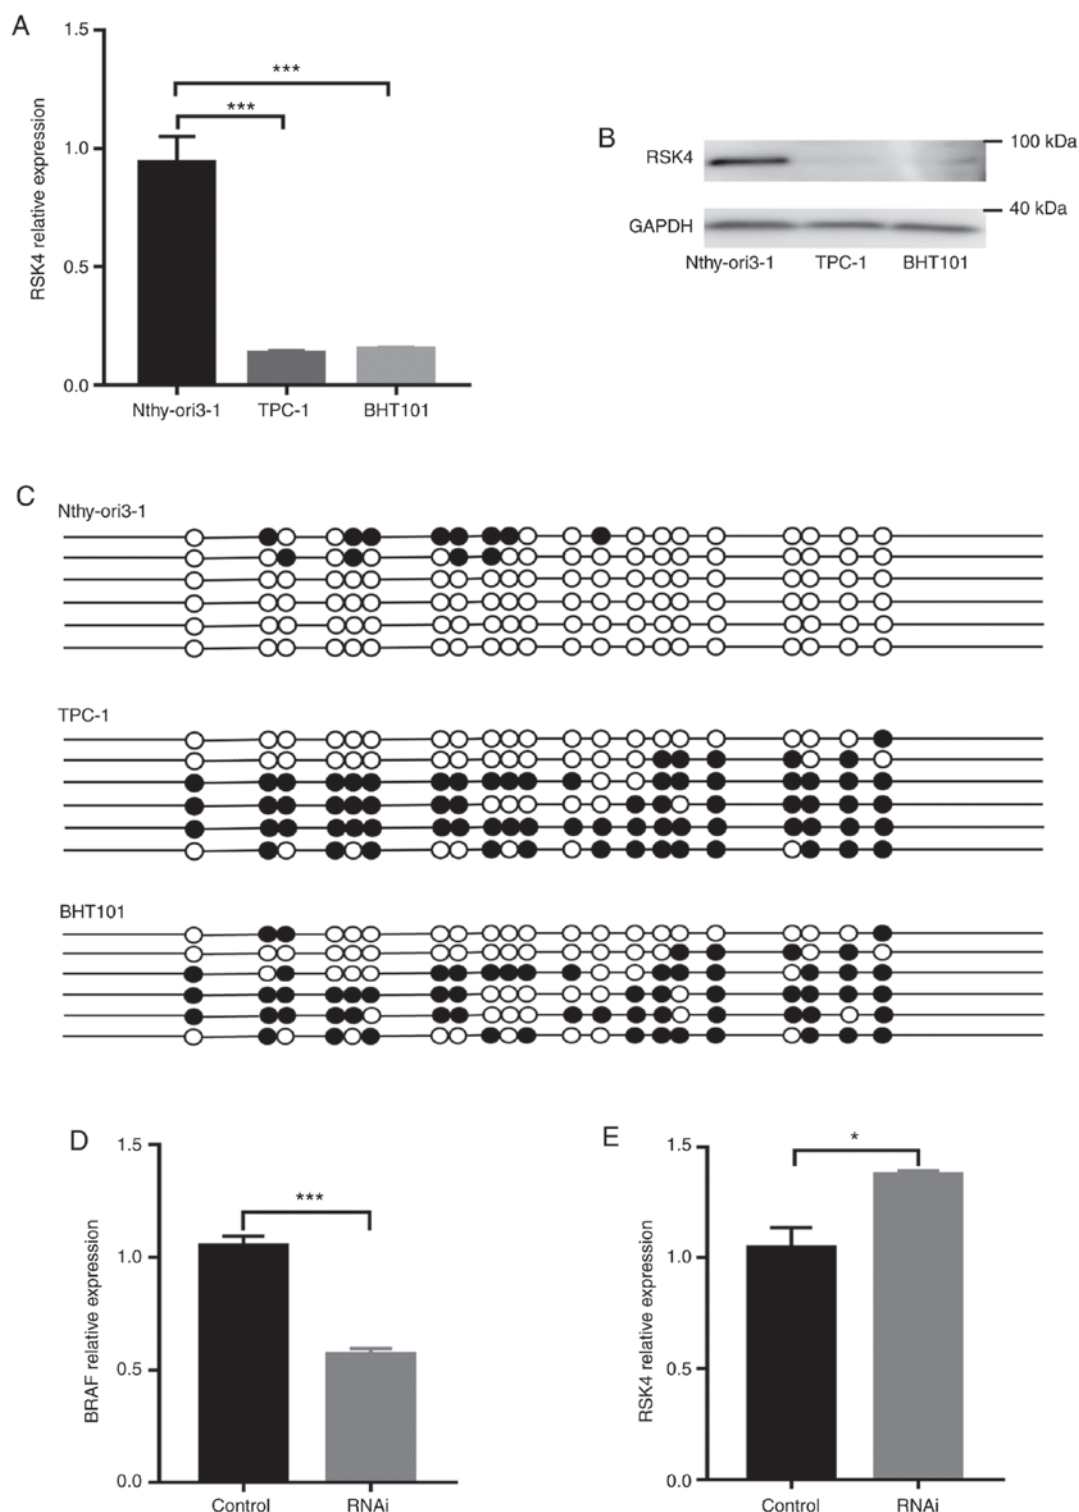 A
1.5
1.0
0.5
0.0
RSK4 relative expression
***
***
Nthy-ori3-1 TPC-1 BHT101
B
RSK4
100 kDa
GAPDH
40 kDa
Nthy-ori3-1 TPC-1 BHT101
C
Nthy-ori3-1
TPC-1
BHT101
D
1.5
1.0
0.5
0.0
BRAF relative expression
***
Control RNAi
E
1.5
1.0
0.5
0.0
RSK4 relative expression
*
Control RNAi